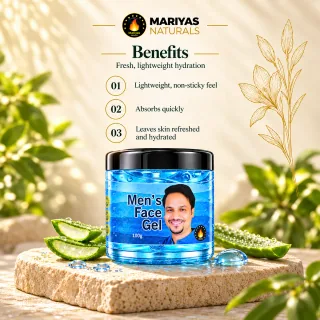 MARIYAS
NATURALS
Benefits
Fresh, lightweight hydration
01 Lightweight, non-sticky feel
02 Absorbs quickly
03 Leaves skin refreshed
and hydrated
Men's
Face
Gel
100g